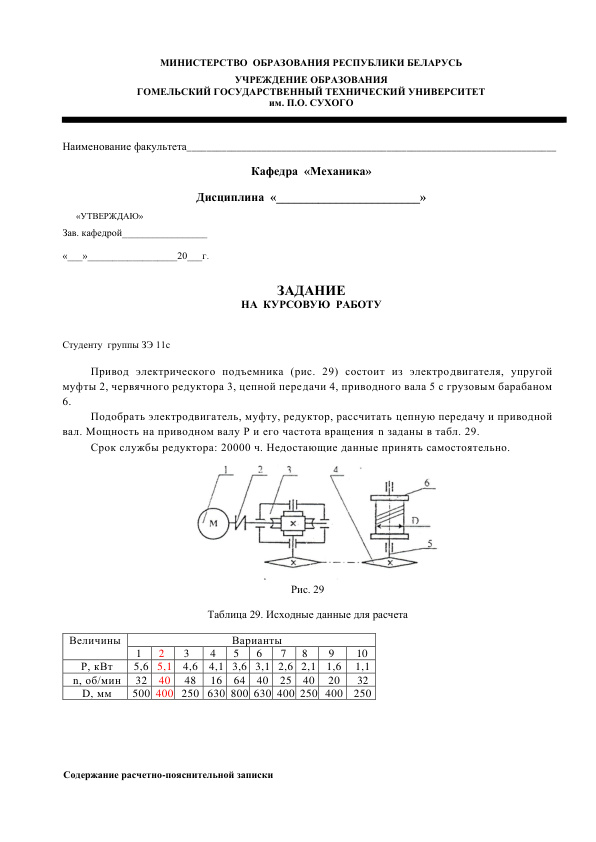 МИНИСТЕРСТВО ОБРАЗОВАНИЯ РЕСПУБЛИКИ БЕЛАРУСЬ
УЧРЕЖДЕНИЕ ОБРАЗОВАНИЯ
ГОМЕЛЬСКИЙ ГОСУДАРСТВЕННЫЙ ТЕХНИЧЕСКИЙ УНИВЕРСИТЕТ
им. П.О. СУХОГО
Наименование факультета____________________
Кафедра «Механика»
Дисциплина «____________________»
«УТВЕРЖДАЮ»
Зав. кафедрой________________
«___»_________________20___г.
ЗАДАНИЕ
НА КУРСОВУЮ РАБОТУ
Студенту группы ЗЭ 11с
Привод электрического подъемника (рис. 29) состоит из электродвигателя, упругой
муфты 2, червячного редуктора 3, цепной передачи 4, приводного вала 5 с грузовым барабаном
6.
Подобрать электродвигатель, муфту, редуктор, рассчитать цепную передачу и приводной
вал. Мощность на приводном валу P и его частота вращения n заданы в табл. 29.
Срок службы редуктора: 20000 ч. Недостающие данные принять самостоятельно.
1 2 3 4 6
М D
5
Рис. 29
Таблица 29. Исходные данные для расчета
Величины Варианты
1 2 3 4 5 6 7 8 9 10
P, кВт 5,6 5,1 4,6 4,1 3,6 3,1 2,6 2,1 1,6 1,1
n, об/мин 32 40 48 16 64 40 25 40 20 32
D, мм 500 400 250 630 800 630 400 250 400 250
Содержание расчетно-пояснительной записки